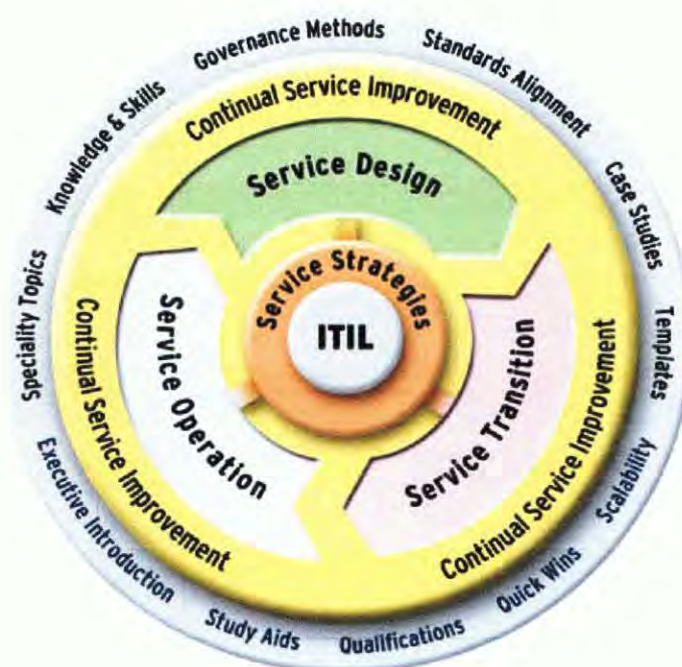 Governance Methods
Standards Alignment
Case Studies
Templates
Scalability
Quick Wins
Qualifications
Study Aids
Executive Introduction
Speciality Topics
Knowledge & Skills
Continual Service Improvement
Continual Service Improvement
Continual Service Improvement
Service Design
Service Transition
Service Operation
Service Strategies
ITIL